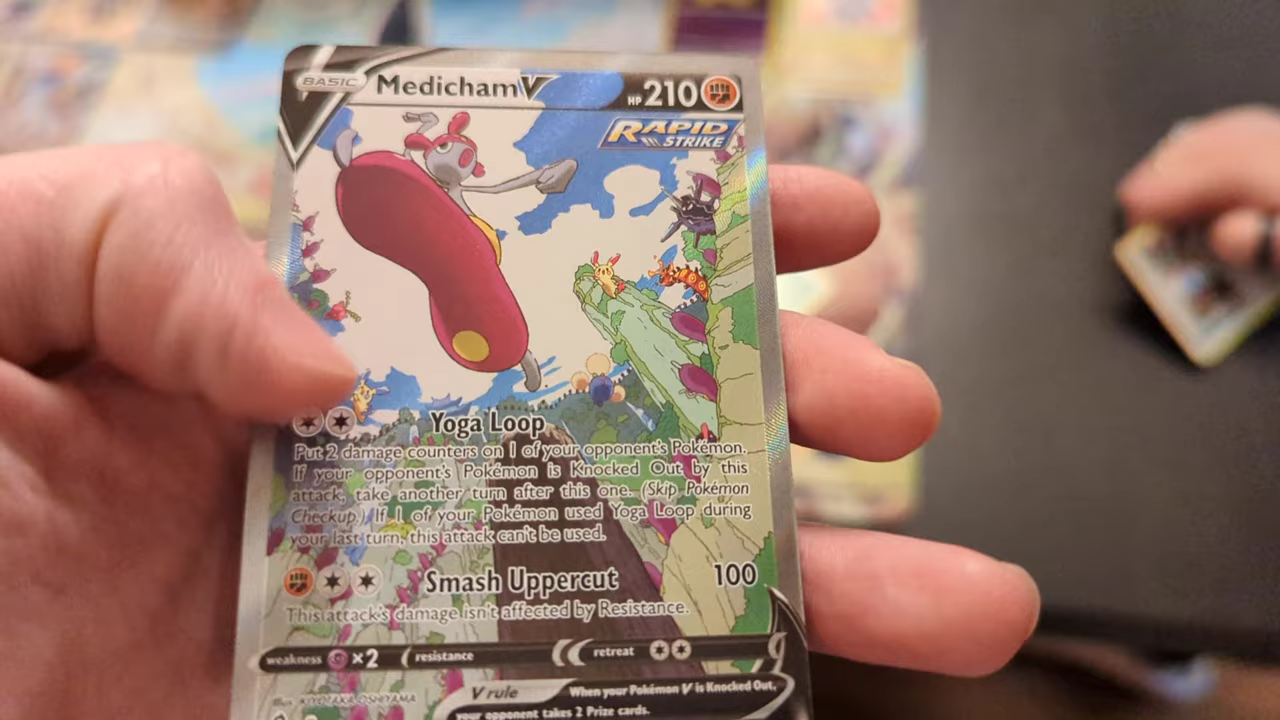 BASIC Medicham V HP 210
RAPID
STRIKE
Yoga Loop
Put 2 damage counters on 1 of your opponent's Pokémon.
If your opponent's Pokémon is Knocked Out by this
attack, take another turn after this one. (Skip Pokémon
Checkup.) If 1 of your Pokémon used Yoga Loop during
your last turn, this attack can't be used.
Smash Uppercut 100
This attack's damage isn't affected by Resistance.
weakness ×2 resistance retreat
Illus. KIYOTAKA OSHIYAMA
V rule When your Pokémon V is Knocked Out,
your opponent takes 2 Prize cards.